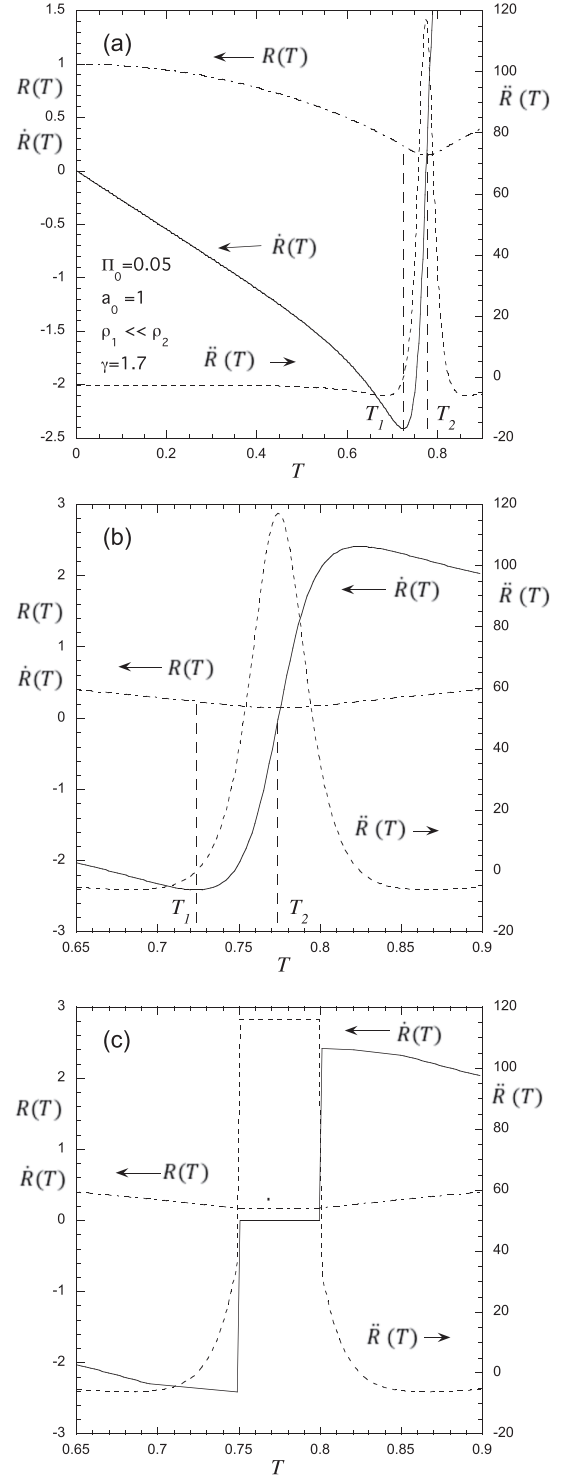 (a)
1.5
1
0.5
0
-0.5
-1
-1.5
-2
-2.5
R(T)
Ṙ(T)
R(T)
Ṙ(T)
Π₀=0.05
a₀ =1
ρ₁ << ρ₂
γ=1.7
R̈ (T)
T₁
T₂
120
100
80
60
40
20
0
-20
R̈ (T)
0
0.2
0.4
0.6
0.8
T
(b)
3
2
1
0
-1
-2
-3
R(T)
Ṙ(T)
Ṙ(T)
R(T)
R̈ (T)
T₁
T₂
120
100
80
60
40
20
0
-20
R̈ (T)
0.65
0.7
0.75
0.8
0.85
0.9
T
(c)
3
2
1
0
-1
-2
-3
R(T)
Ṙ(T)
Ṙ(T)
R(T)
R̈ (T)
120
100
80
60
40
20
0
-20
R̈ (T)
0.65
0.7
0.75
0.8
0.85
0.9
T